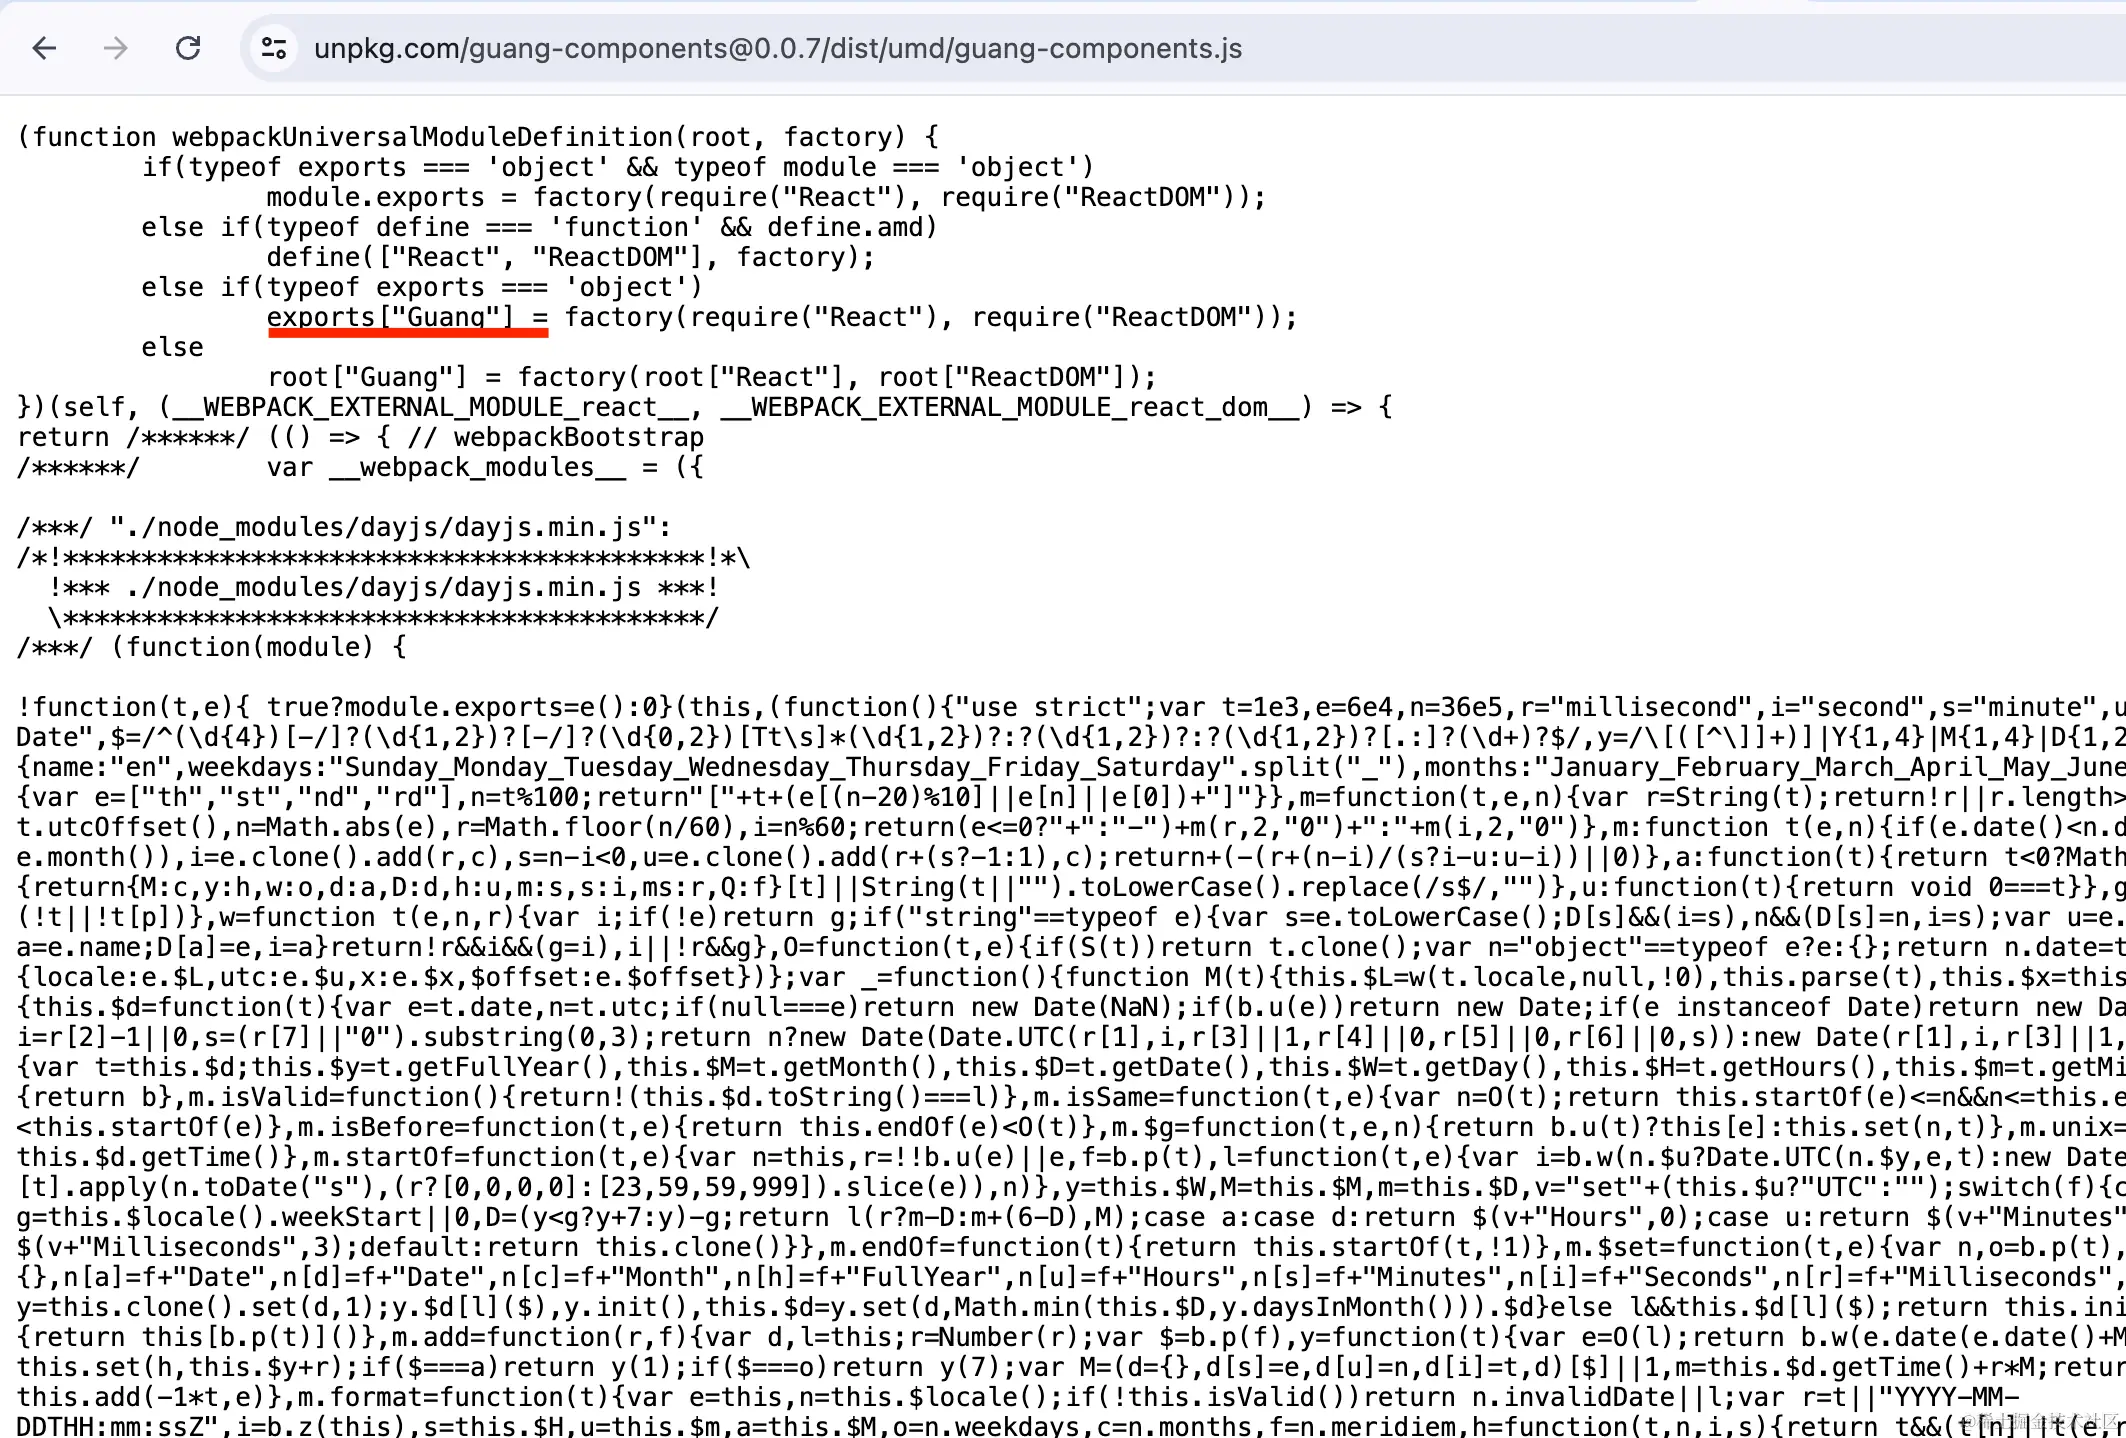 unpkg.com/guang-components@0.0.7/dist/umd/guang-components.js
(function webpackUniversalModuleDefinition(root, factory) {
        if(typeof exports === 'object' && typeof module === 'object')
                module.exports = factory(require("React"), require("ReactDOM"));
        else if(typeof define === 'function' && define.amd)
                define(["React", "ReactDOM"], factory);
        else if(typeof exports === 'object')
                exports["Guang"] = factory(require("React"), require("ReactDOM"));
        else
                root["Guang"] = factory(root["React"], root["ReactDOM"]);
})(self, (__WEBPACK_EXTERNAL_MODULE_react__, __WEBPACK_EXTERNAL_MODULE_react_dom__) => {
return /******/ (() => { // webpackBootstrap
/******/        var __webpack_modules__ = ({
/***/ "./node_modules/dayjs/dayjs.min.js":
/*!*******************************************!*\
  !*** ./node_modules/dayjs/dayjs.min.js ***!
  \*****************************************/
/***/ (function(module) {
!function(t,e){ true?module.exports=e():0}(this,(function(){"use strict";var t=1e3,e=6e4,n=36e5,r="millisecond",i="second",s="minute",u
Date",$=/^(\d{4})[-/]?(\d{1,2})?[-/]?(\d{0,2})[Tt\s]*(\d{1,2})?:?(\d{1,2})?:?(\d{1,2})?[.:]?(\d+)?$/,y=/\[([^\]]+)]|Y{1,4}|M{1,4}|D{1,2
{name:"en",weekdays:"Sunday_Monday_Tuesday_Wednesday_Thursday_Friday_Saturday".split("_"),months:"January_February_March_April_May_June
{var e=["th","st","nd","rd"],n=t%100;return"["+t+(e[(n-20)%10]||e[n]||e[0])+"]"}},m=function(t,e,n){var r=String(t);return!r||r.length>
t.utcOffset(),n=Math.abs(e),r=Math.floor(n/60),i=n%60;return(e<=0?"+":"-")+m(r,2,"0")+":"+m(i,2,"0")},m:function t(e,n){if(e.date()<n.d
e.month()),i=e.clone().add(r,c),s=n-i<0,u=e.clone().add(r+(s?-1:1),c);return+(-(r+(n-i)/(s?i-u:u-i))||0)},a:function(t){return t<0?Math
{return{M:c,y:h,w:o,d:a,D:d,h:u,m:s,s:i,ms:r,Q:f}[t]||String(t||"").toLowerCase().replace(/s$/,"")},u:function(t){return void 0===t}},g
(!t||!t[p])},w=function t(e,n,r){var i;if(!e)return g;if("string"==typeof e){var s=e.toLowerCase();D[s]&&(i=s),n&&(D[s]=n,i=s);var u=e.
a=e.name;D[a]=e,i=a}return!r&&i&&(g=i),i||!r&&g},O=function(t,e){if(S(t))return t.clone();var n="object"==typeof e?e:{};return n.date=t
{locale:e.$L,utc:e.$u,x:e.$x,$offset:e.$offset})};var _=function(){function M(t){this.$L=w(t.locale,null,!0),this.parse(t),this.$x=this
{this.$d=function(t){var e=t.date,n=t.utc;if(null===e)return new Date(NaN);if(b.u(e))return new Date;if(e instanceof Date)return new Da
i=r[2]-1||0,s=(r[7]||"0").substring(0,3);return n?new Date(Date.UTC(r[1],i,r[3]||1,r[4]||0,r[5]||0,r[6]||0,s)):new Date(r[1],i,r[3]||1,
{var t=this.$d;this.$y=t.getFullYear(),this.$M=t.getMonth(),this.$D=t.getDate(),this.$W=t.getDay(),this.$H=t.getHours(),this.$m=t.getMi
{return b},m.isValid=function(){return!(this.$d.toString()===l)},m.isSame=function(t,e){var n=O(t);return this.startOf(e)<=n&&n<=this.e
<this.startOf(e)},m.isBefore=function(t,e){return this.endOf(e)<O(t)},m.$g=function(t,e,n){return b.u(t)?this[e]:this.set(n,t)},m.unix=
this.$d.getTime()},m.startOf=function(t,e){var n=this,r=!!b.u(e)||e,f=b.p(t),l=function(t,e){var i=b.w(n.$u?Date.UTC(n.$y,e,t):new Date
[t].apply(n.toDate("s"),(r?[0,0,0,0]:[23,59,59,999]).slice(e)),n)},y=this.$W,M=this.$M,m=this.$D,v="set"+(this.$u?"UTC":"");switch(f){c
g=this.$locale().weekStart||0,D=(y<g?y+7:y)-g;return l(r?m-D:m+(6-D),M);case a:case d:return $(v+"Hours",0);case u:return $(v+"Minutes"
$(v+"Milliseconds",3);default:return this.clone()}},m.endOf=function(t){return this.startOf(t,!1)},m.$set=function(t,e){var n,o=b.p(t),
{},n[a]=f+"Date",n[d]=f+"Date",n[c]=f+"Month",n[h]=f+"FullYear",n[u]=f+"Hours",n[s]=f+"Minutes",n[i]=f+"Seconds",n[r]=f+"Milliseconds",
y=this.clone().set(d,1);y.$d[l]($),y.init(),this.$d=y.set(d,Math.min(this.$D,y.daysInMonth())).$d}else l&&this.$d[l]($);return this.ini
{return this[b.p(t)]()},m.add=function(r,f){var d,l=this;r=Number(r);var $=b.p(f),y=function(t){var e=O(l);return b.w(e.date(e.date()+M
this.set(h,this.$y+r);if($===a)return y(1);if($===o)return y(7);var M=(d={},d[s]=e,d[u]=n,d[i]=t,d)[$]||1,m=this.$d.getTime()+r*M;retur
this.add(-1*t,e)},m.format=function(t){var e=this,n=this.$locale();if(!this.isValid())return n.invalidDate||l;var r=t||"YYYY-MM-
DDTHH:mm:ssZ",i=b.z(this),s=this.$H,u=this.$m,a=this.$M,o=n.weekdays,c=n.months,f=n.meridiem,h=function(t,n,i,s){return t&&(t[n]||t(e,r
@稀土掘金技术社区